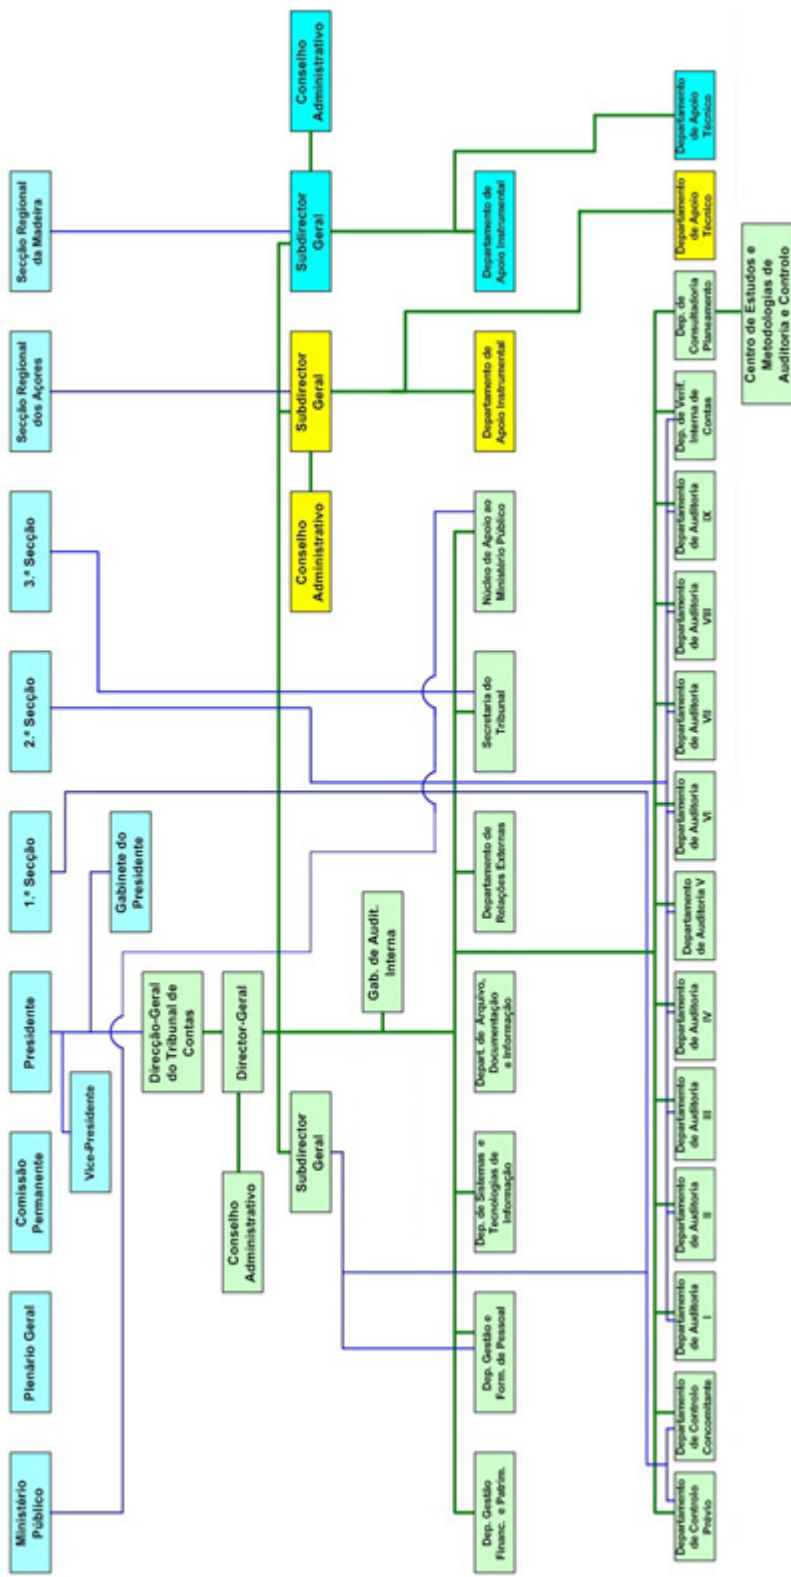 Ministério
Público
Plenário Geral
Comissão
Permanente
Presidente
1.ª Secção
2.ª Secção
3.ª Secção
Secção Regional
dos Açores
Secção Regional
da Madeira
Vice-Presidente
Gabinete do
Presidente
Direcção-Geral
do Tribunal de
Contas
Conselho
Administrativo
Director-Geral
Subdirector
Geral
Conselho
Administrativo
Subdirector
Geral
Subdirector
Geral
Conselho
Administrativo
Gab. de Audit.
Interna
Dep. Gestão
Financ. e Patrim.
Dep. Gestão e
Form. de Pessoal
Dep. de Sistemas e
Tecnologias de
Informação
Depart. de Arquivo,
Documentação
e Informação
Departamento de
Relações Externas
Secretaria do
Tribunal
Núcleo de Apoio ao
Ministério Público
Departamento de
Apoio Instrumental
Departamento de
Apoio Instrumental
Departamento
de Controlo
Prévio
Departamento
de Controlo
Concomitante
Departamento
de Auditoria
I
Departamento
de Auditoria
II
Departamento
de Auditoria
III
Departamento
de Auditoria
IV
Departamento
de Auditoria V
Departamento
de Auditoria
VI
Departamento
de Auditoria
VII
Departamento
de Auditoria
VIII
Departamento
de Auditoria
IX
Dep. de Verif.
Interna de
Contas
Dep. de
Consultadoria
Planeamento
Departamento
de Apoio
Técnico
Departamento
de Apoio
Técnico
Centro de Estudos e
Metodologias de
Auditoria e Controlo